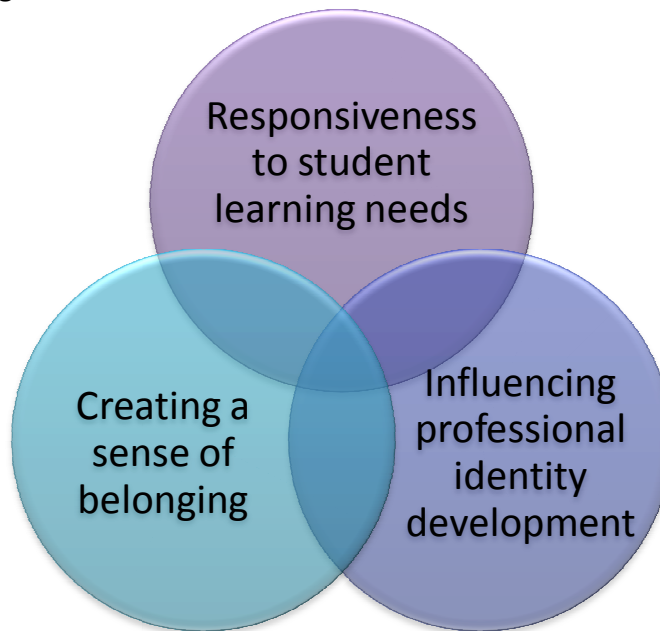 Responsiveness
to student
learning needs
Creating a
sense of
belonging
Influencing
professional
identity
development